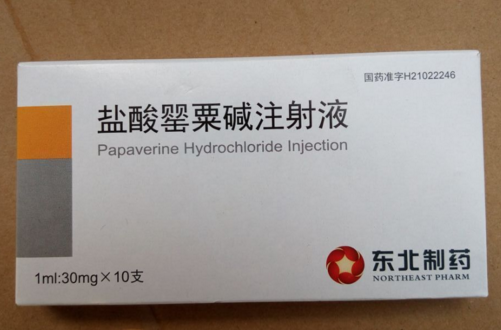 国药准字H21022246
盐酸罂粟碱注射液
Papaverine Hydrochloride Injection
1ml:30mg×10支
东北制药
NORTHEAST PHARM